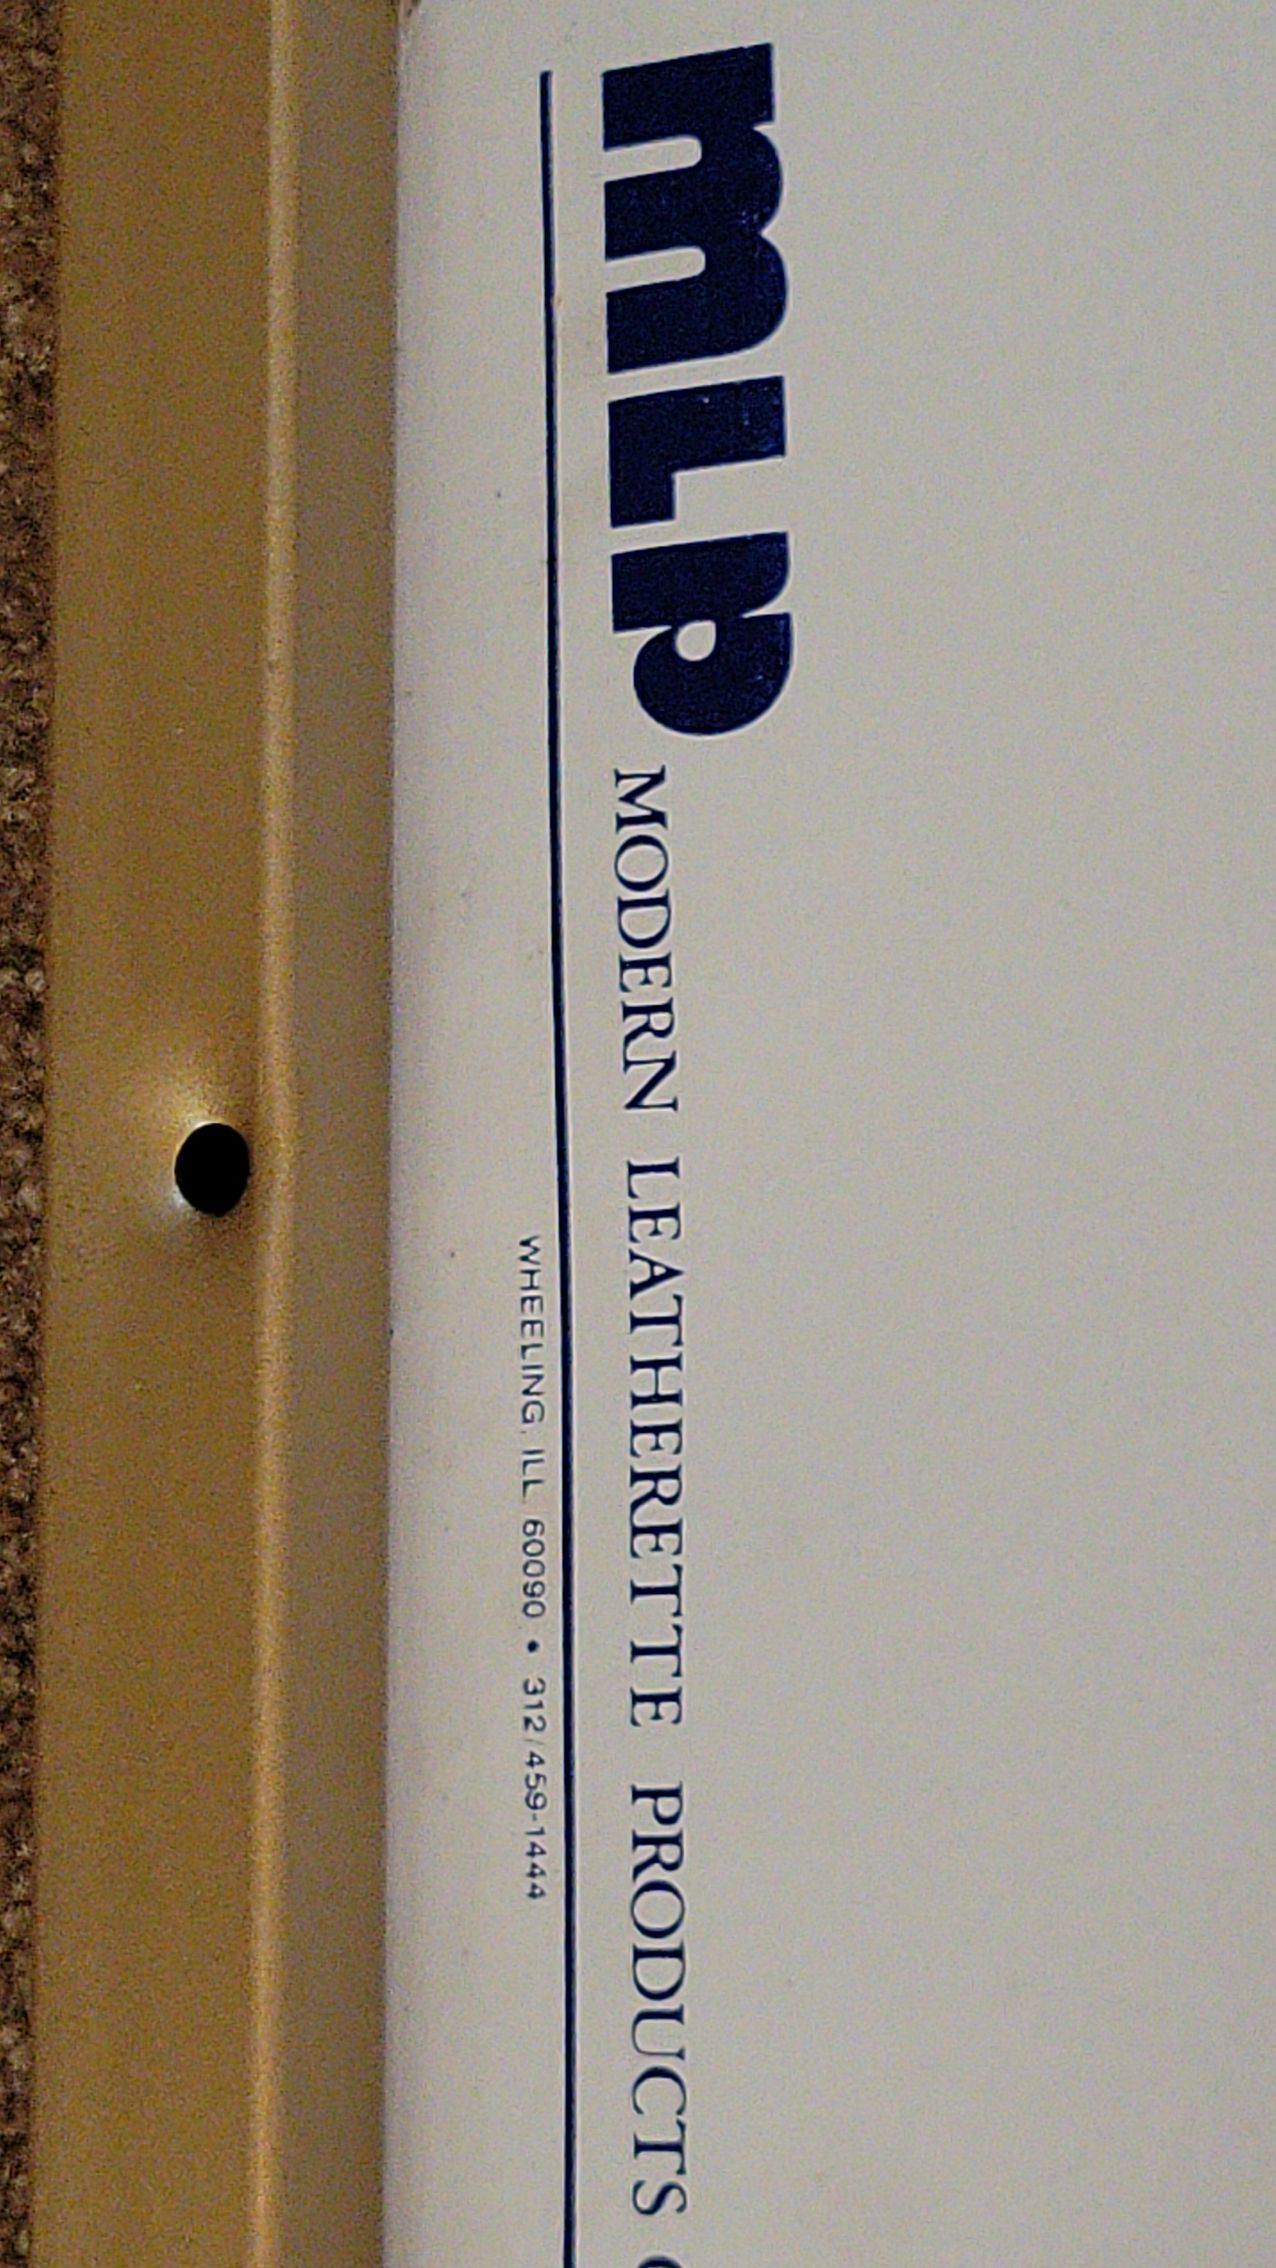 mLp MODERN LEATHERETTE PRODUCTS
WHEELING, ILL. 60090 • 312/459-1444